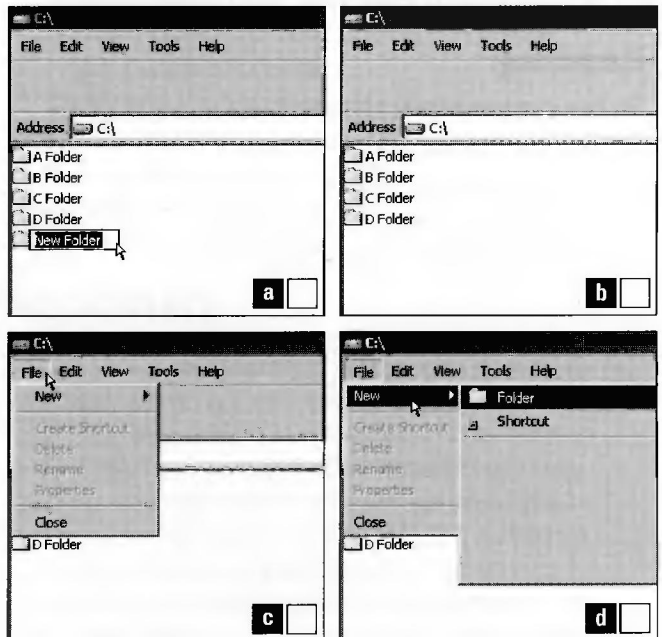 C:\
File Edit View Tools Help
Address C:\
A Folder
B Folder
C Folder
D Folder
New Folder
a
C:\
File Edit View Tools Help
Address C:\
A Folder
B Folder
C Folder
D Folder
b
C:\
File Edit View Tools Help
New
Create Shortcut
Delete
Rename
Properties
Close
D Folder
c
C:\
File Edit View Tools Help
New Folder
Create Shortcut Shortcut
Delete
Rename
Properties
Close
D Folder
d